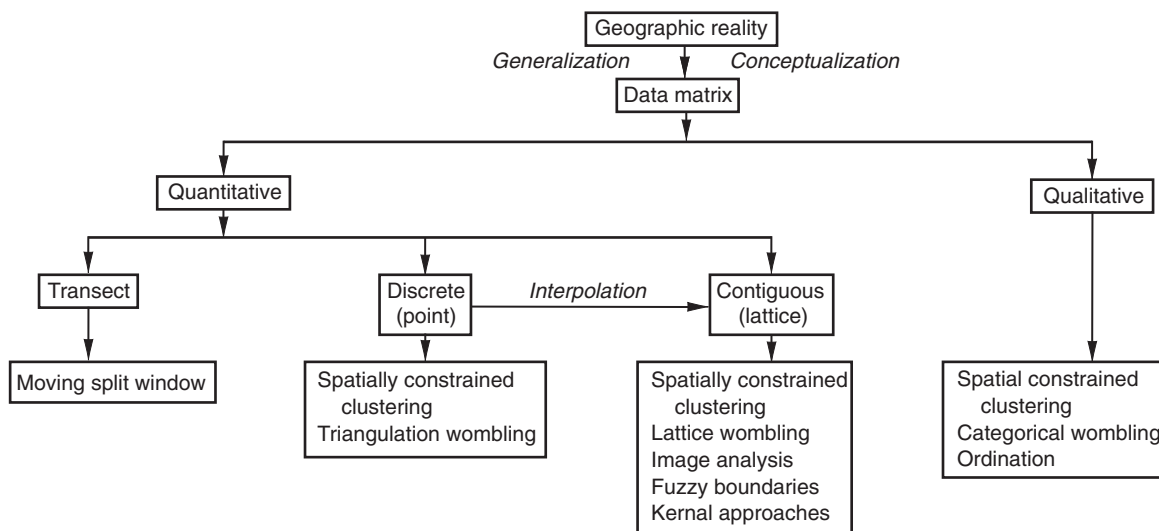 Geographic reality
Generalization
Conceptualization
Data matrix
Quantitative
Qualitative
Transect
Discrete
(point)
Interpolation
Contiguous
(lattice)
Moving split window
Spatially constrained
clustering
Triangulation wombling
Spatially constrained
clustering
Lattice wombling
Image analysis
Fuzzy boundaries
Kernal approaches
Spatial constrained
clustering
Categorical wombling
Ordination